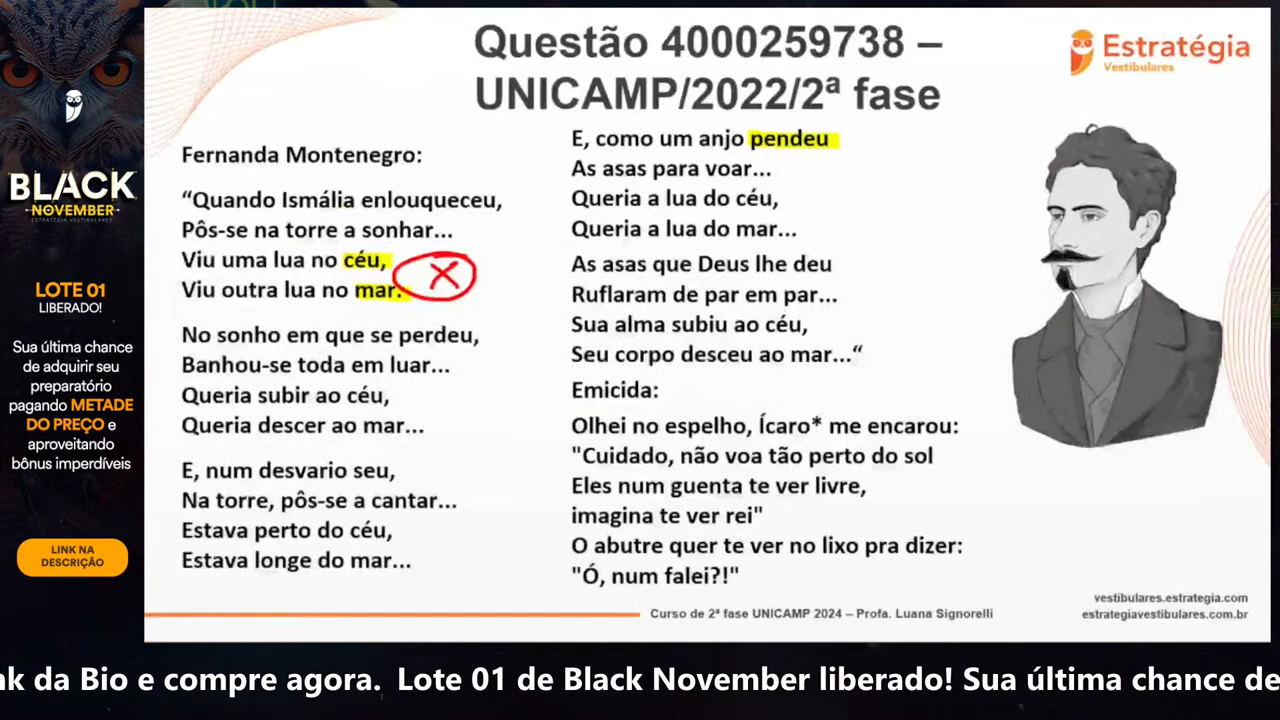 Questão 4000259738 –
UNICAMP/2022/2ª fase
Estratégia
Vestibulares
Fernanda Montenegro:
“Quando Ismália enlouqueceu,
Pôs-se na torre a sonhar...
Viu uma lua no céu,
Viu outra lua no mar.
No sonho em que se perdeu,
Banhou-se toda em luar...
Queria subir ao céu,
Queria descer ao mar...
E, num desvario seu,
Na torre, pôs-se a cantar...
Estava perto do céu,
Estava longe do mar...
E, como um anjo pendeu
As asas para voar...
Queria a lua do céu,
Queria a lua do mar...
As asas que Deus lhe deu
Ruflaram de par em par...
Sua alma subiu ao céu,
Seu corpo desceu ao mar...“
Emicida:
Olhei no espelho, Ícaro* me encarou:
"Cuidado, não voa tão perto do sol
Eles num guenta te ver livre,
imagina te ver rei"
O abutre quer te ver no lixo pra dizer:
"Ó, num falei?!"
Curso de 2ª fase UNICAMP 2024 – Profa. Luana Signorelli
vestibulares.estrategia.com
estrategiavestibulares.com.br
BLACK
NOVEMBER
ESTRATÉGIA VESTIBULARES
LOTE 01
LIBERADO!
Sua última chance
de adquirir seu
preparatório
pagando METADE
DO PREÇO e
aproveitando
bônus imperdíveis
LINK NA
DESCRIÇÃO
nk da Bio e compre agora. Lote 01 de Black November liberado! Sua última chance de